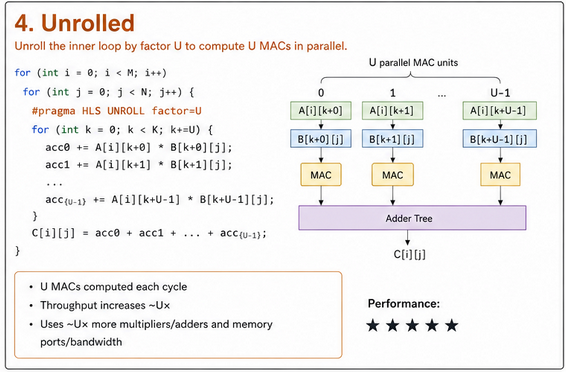 4. Unrolled
Unroll the inner loop by factor U to compute U MACs in parallel.
for (int i = 0; i < M; i++)
for (int j = 0; j < N; j++) {
#pragma HLS UNROLL factor=U
for (int k = 0; k < K; k+=U) {
acc0 += A[i][k+0] * B[k+0][j];
acc1 += A[i][k+1] * B[k+1][j];
...
acc{U-1} += A[i][k+U-1] * B[k+U-1][j];
}
C[i][j] = acc0 + acc1 + ... + acc{U-1};
}
U parallel MAC units
0 1 ... U-1
A[i][k+0] A[i][k+1] A[i][k+U-1]
B[k+0][j] B[k+1][j] B[k+U-1][j]
MAC MAC MAC
Adder Tree
C[i][j]
• U MACs computed each cycle
• Throughput increases ~U×
• Uses ~U× more multipliers/adders and memory
ports/bandwidth
Performance:
★ ★ ★ ★ ★